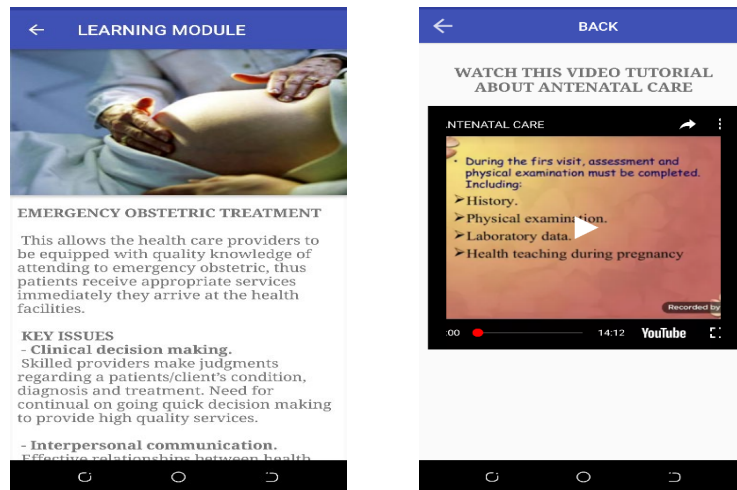 LEARNING MODULE
EMERGENCY OBSTETRIC TREATMENT
This allows the health care providers to
be equipped with quality knowledge of
attending to emergency obstetric, thus
patients receive appropriate services
immediately they arrive at the health
facilities.
KEY ISSUES
- Clinical decision making.
Skilled providers make judgments
regarding a patients/client's condition,
diagnosis and treatment. Need for
continual on going quick decision making
to provide high quality services.
- Interpersonal communication.
Effective relationships between health
BACK
WATCH THIS VIDEO TUTORIAL
ABOUT ANTENATAL CARE
NTENATAL CARE
• During the firs visit, assessment and
physical examination must be completed.
Including:
➢History.
➢Physical examination.
➢Laboratory data.
➢Health teaching during pregnancy
Recorded by
:00 14:12 YouTube